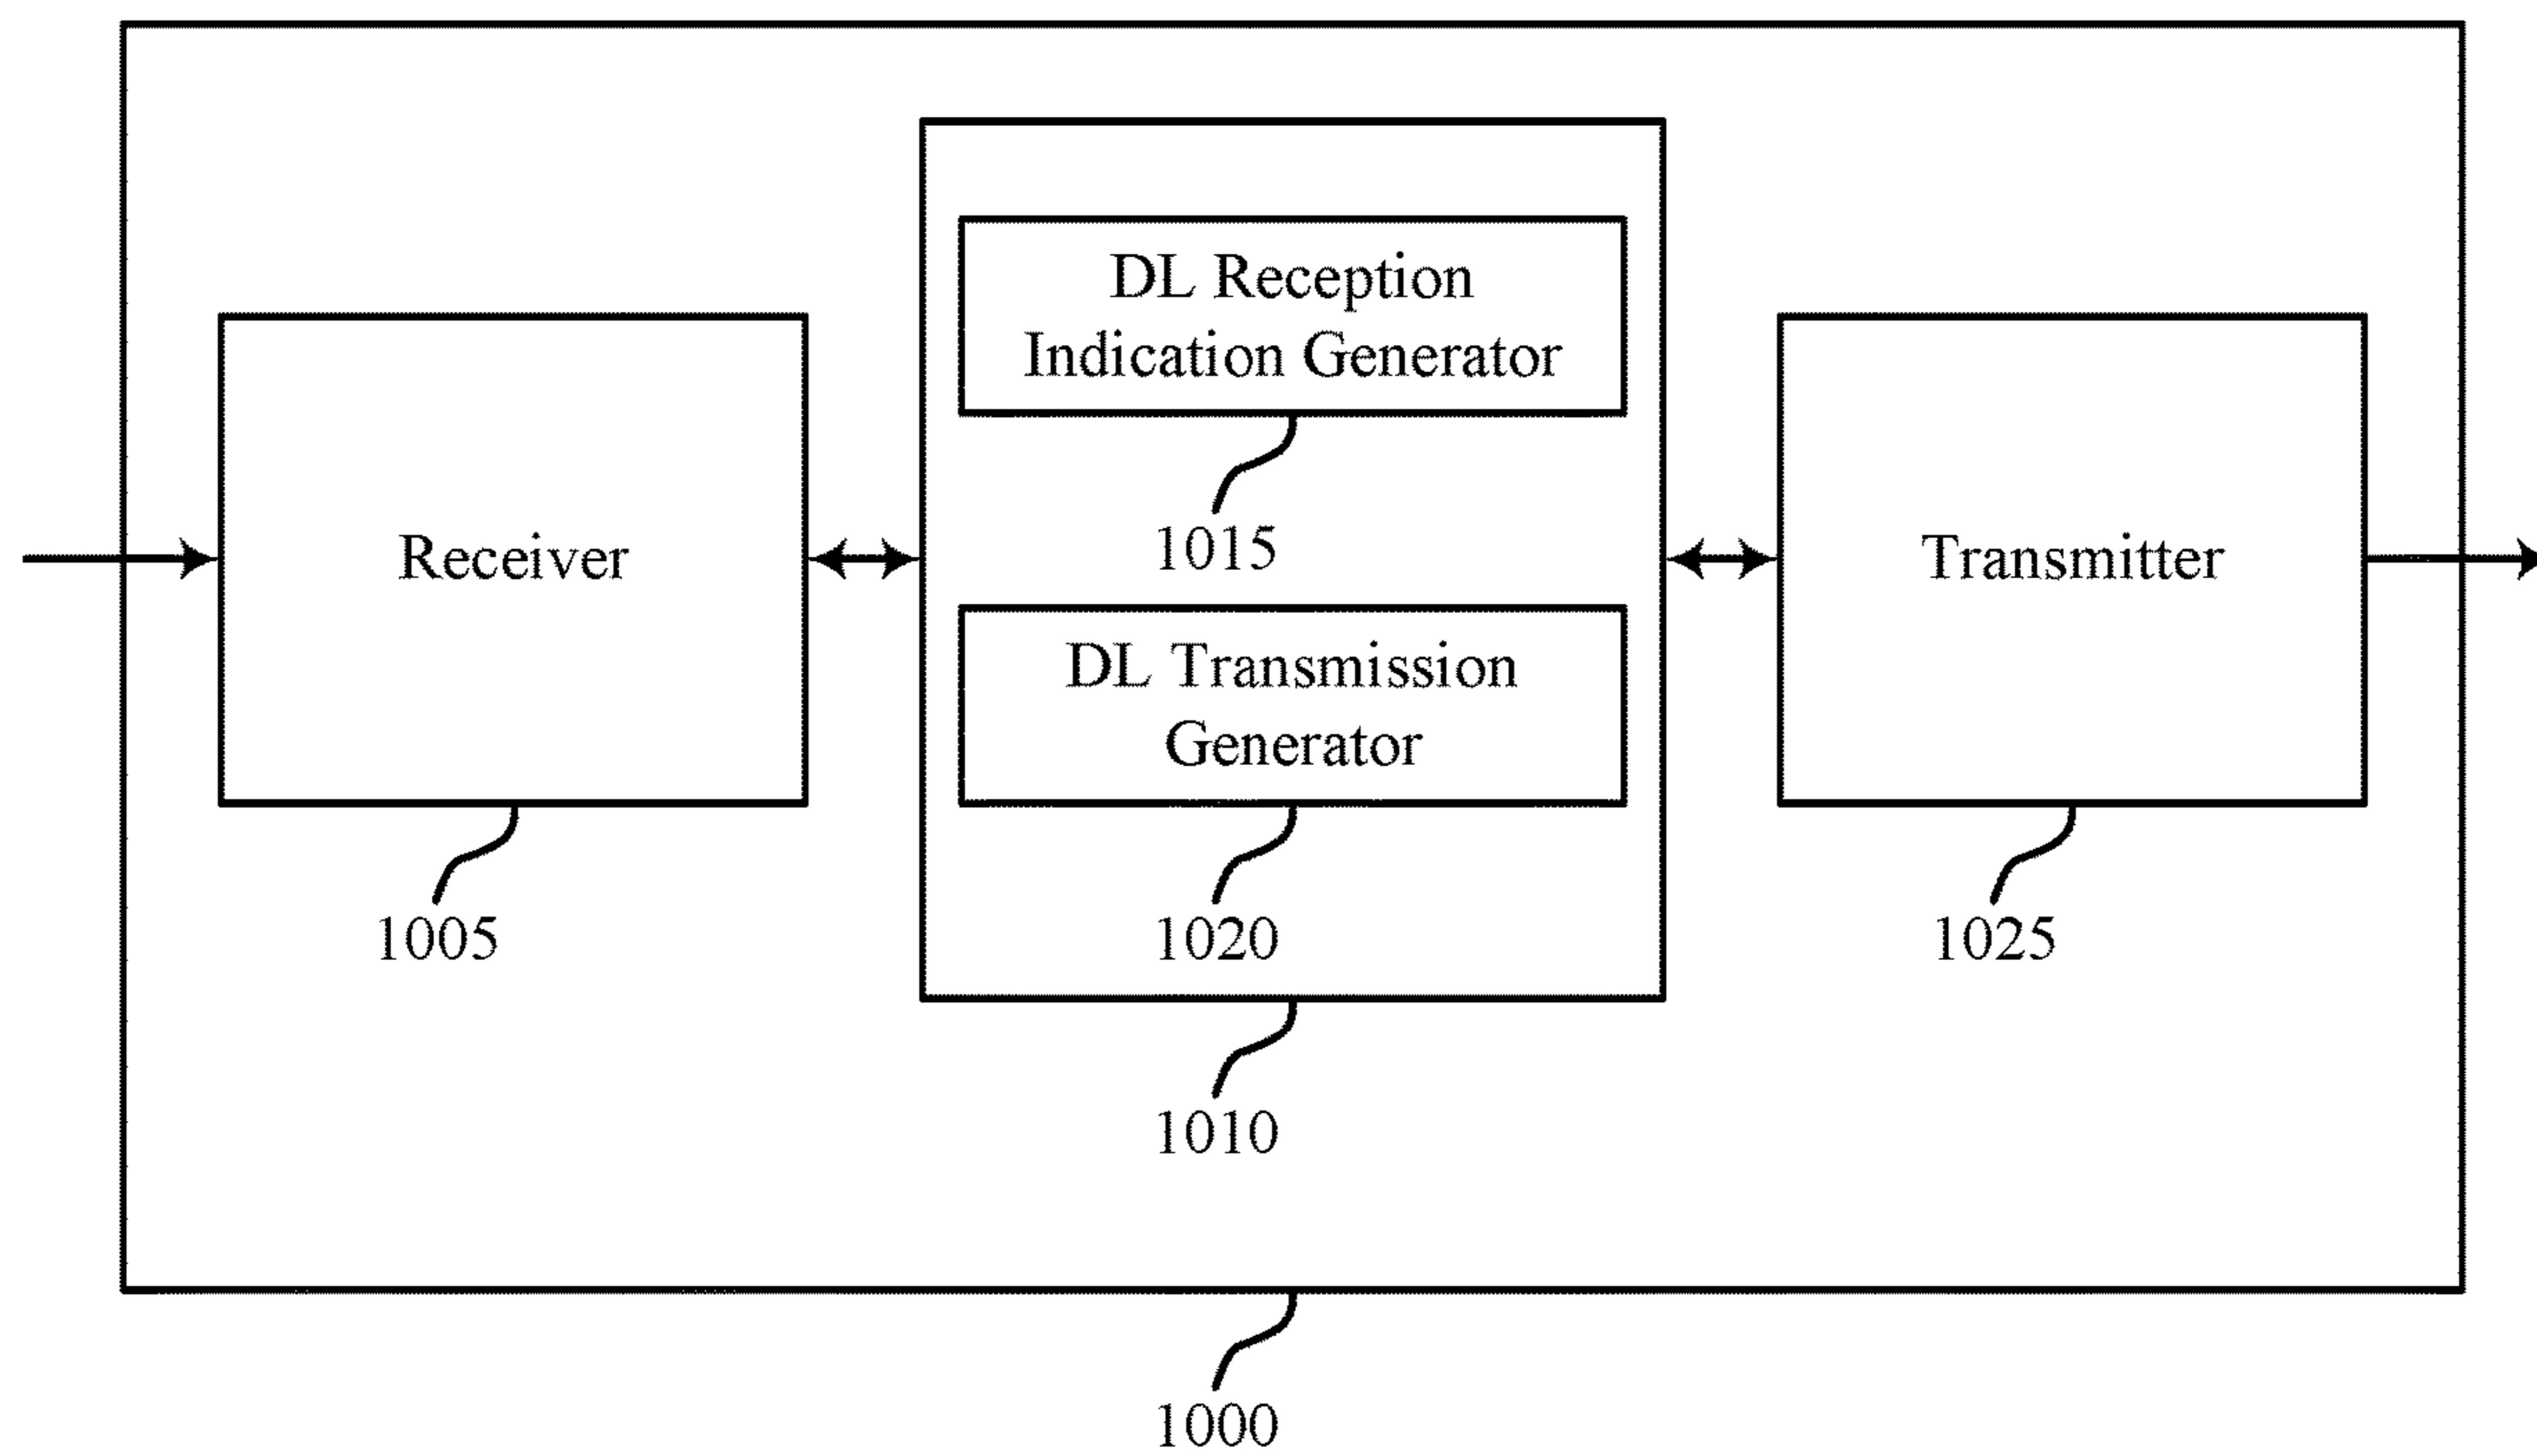 DL Reception
Indication Generator
1015
Receiver
Transmitter
DL Transmission
Generator
1005
1020
1025
1010
1000